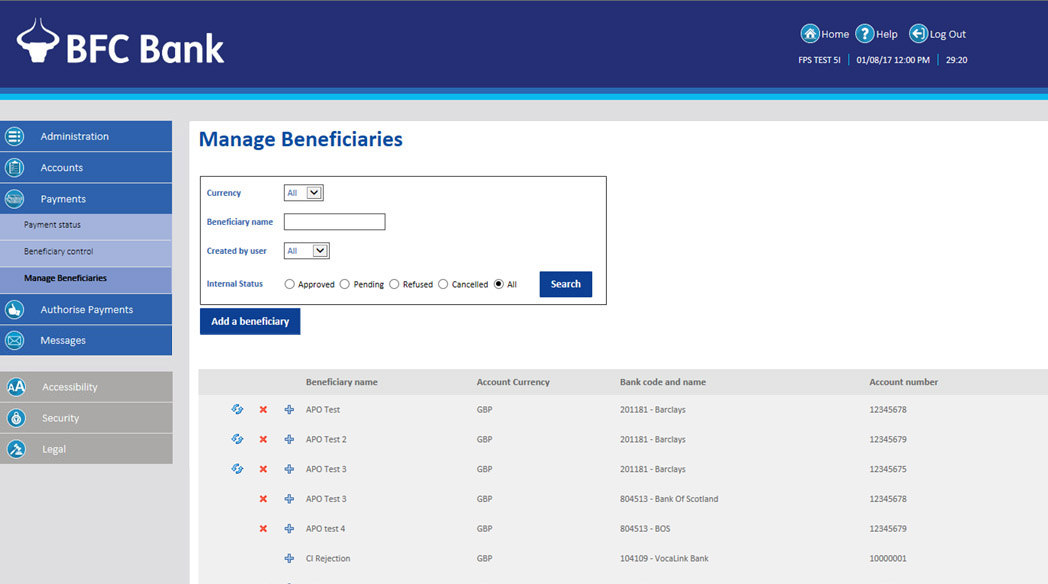 BFC Bank
Home Help Log Out
FPS TEST 5I 01/08/17 12:00 PM 29:20
Administration
Accounts
Payments
Payment status
Beneficiary control
Manage Beneficiaries
Authorise Payments
Messages
AA Accessibility
Security
Legal
Manage Beneficiaries
Currency All
Beneficiary name
Created by user All
Internal Status Approved Pending Refused Cancelled All Search
Add a beneficiary
Beneficiary name Account Currency Bank code and name Account number
APO Test GBP 201181 - Barclays 12345678
APO Test 2 GBP 201181 - Barclays 12345679
APO Test 3 GBP 201181 - Barclays 12345675
APO Test 3 GBP 804513 - Bank Of Scotland 12345678
APO test 4 GBP 804513 - BOS 12345679
CI Rejection GBP 104109 - VocaLink Bank 10000001